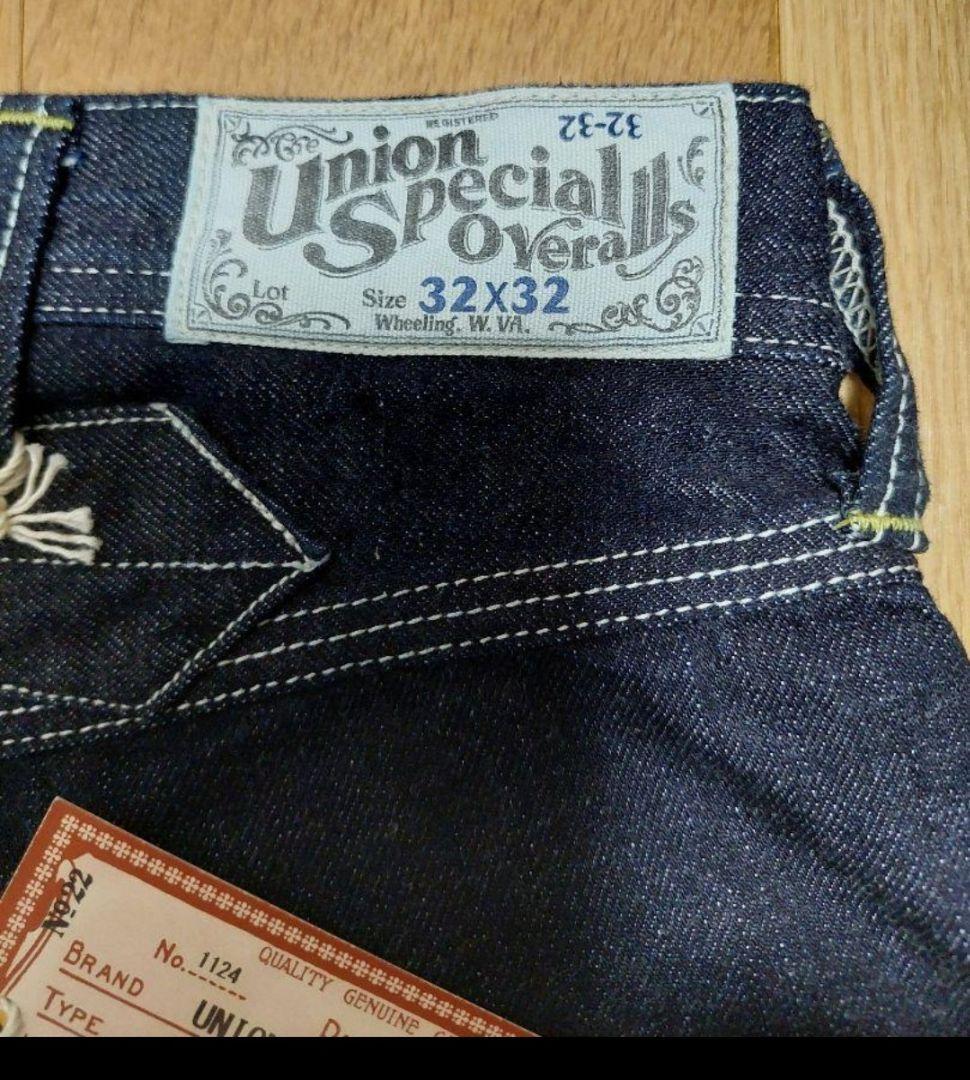 REGISTERED
32-32
Union
Special
Overalls
Lot
Size 32X32
Wheeling. W. VA.
No. 22
No. 1124
QUALITY GENUINE
BRAND
UNION
TYPE